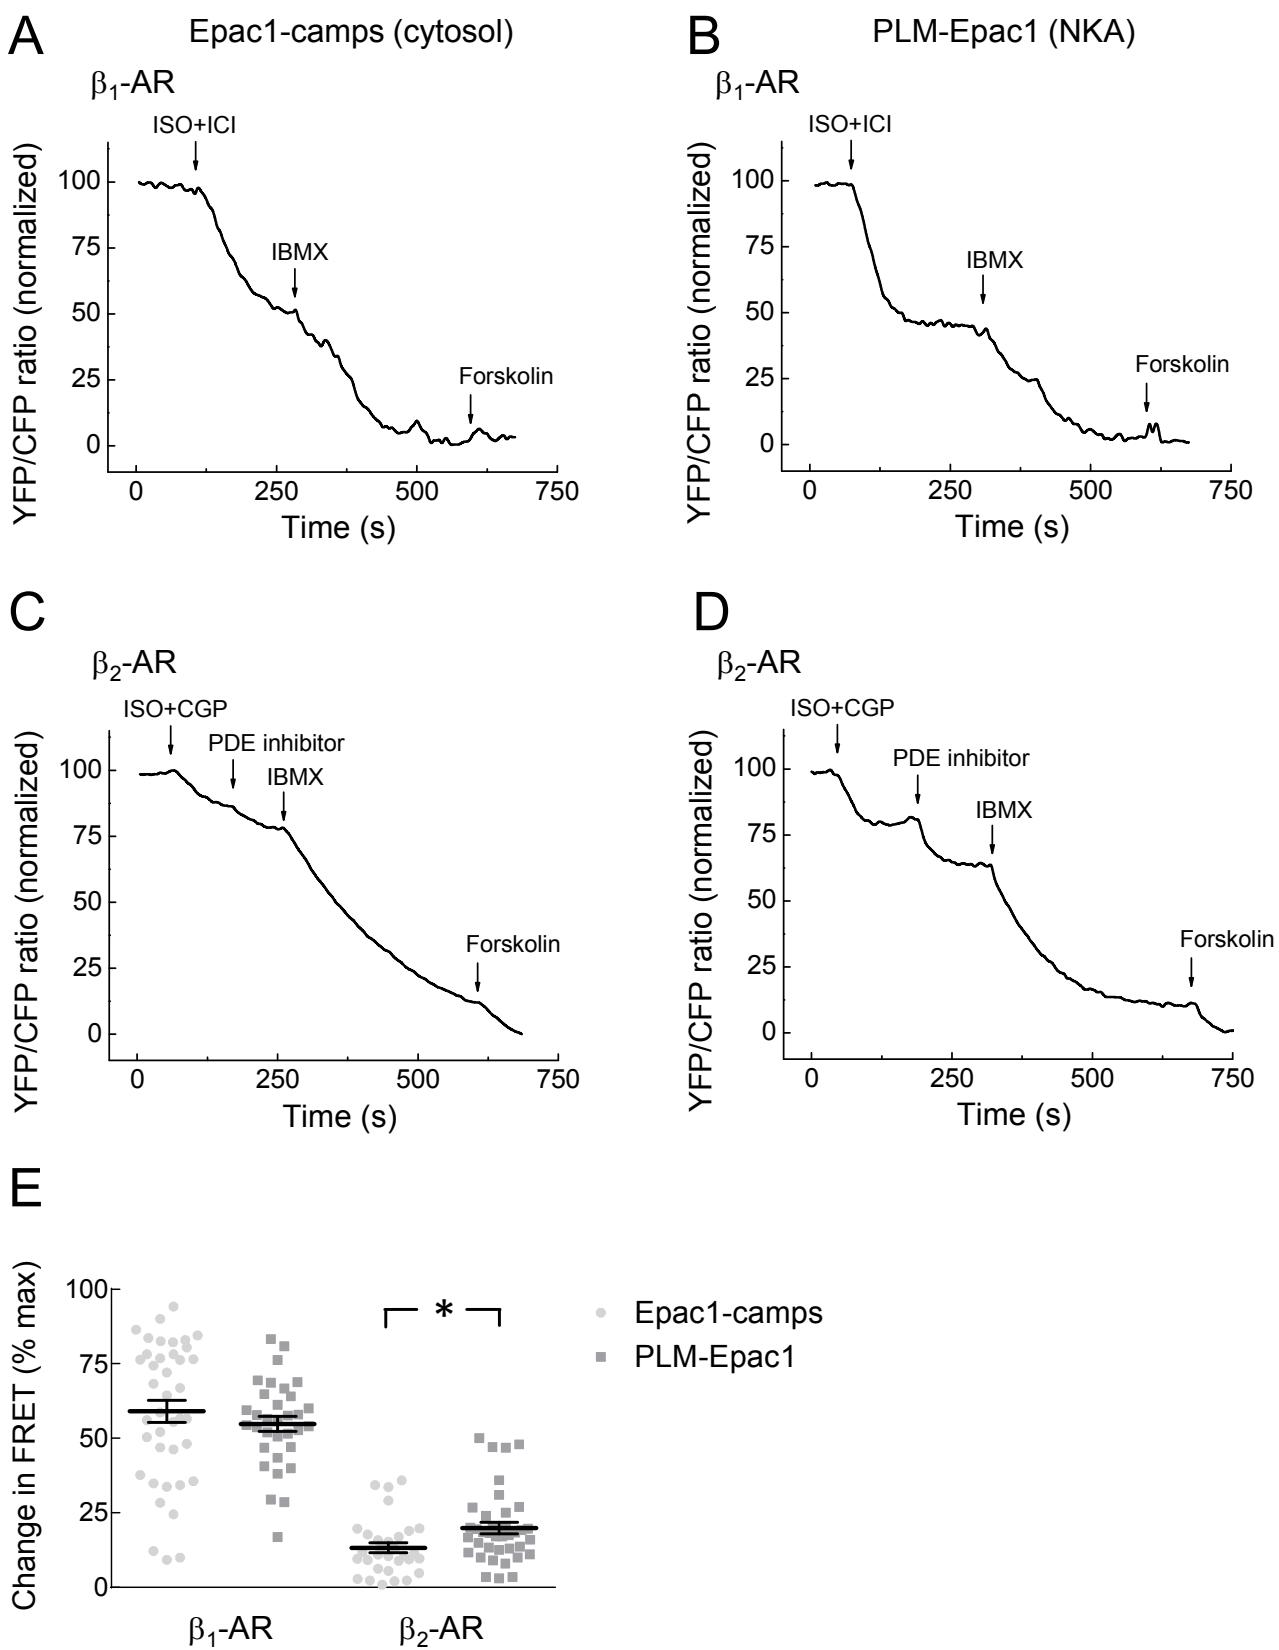 A
Epac1-camps (cytosol)
β1-AR
ISO+ICI
IBMX
Forskolin
YFP/CFP ratio (normalized)
100
75
50
25
0
0 250 500 750
Time (s)
B
PLM-Epac1 (NKA)
β1-AR
ISO+ICI
IBMX
Forskolin
YFP/CFP ratio (normalized)
100
75
50
25
0
0 250 500 750
Time (s)
C
β2-AR
ISO+CGP
PDE inhibitor
IBMX
Forskolin
YFP/CFP ratio (normalized)
100
75
50
25
0
0 250 500 750
Time (s)
D
β2-AR
ISO+CGP
PDE inhibitor
IBMX
Forskolin
YFP/CFP ratio (normalized)
100
75
50
25
0
0 250 500 750
Time (s)
E
Change in FRET (% max)
100
75
50
25
0
*
β1-AR β2-AR
Epac1-camps
PLM-Epac1